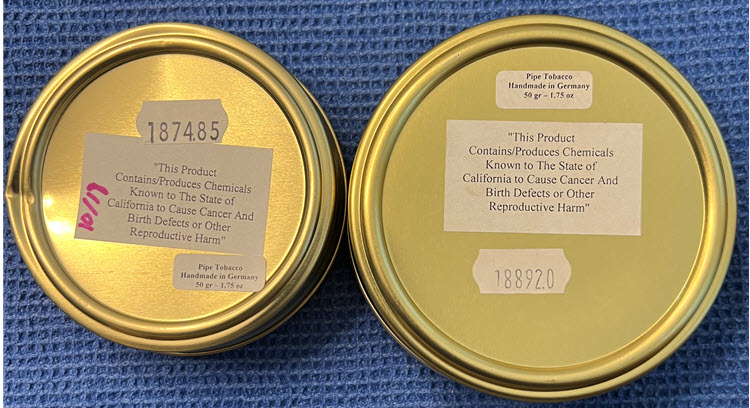 187485
"This Product
Contains/Produces Chemicals
Known to The State of
California to Cause Cancer And
Birth Defects or Other
Reproductive Harm"
Pipe Tobacco
Handmade in Germany
50 gr – 1.75 oz
Pipe Tobacco
Handmade in Germany
50 gr – 1.75 oz
"This Product
Contains/Produces Chemicals
Known to The State of
California to Cause Cancer And
Birth Defects or Other
Reproductive Harm"
188920